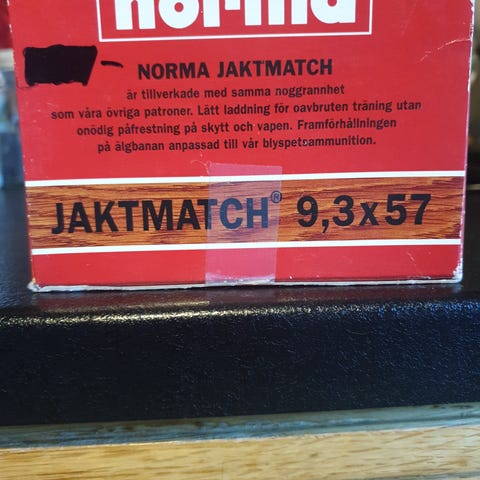 norma
NORMA JAKTMATCH
är tillverkade med samma noggrannhet
som våra övriga patroner. Lätt laddning för oavbruten träning utan
onödig påfrestning på skytt och vapen. Framförhållningen
på älgbanan anpassad till vår blyspetsammunition.
JAKTMATCH® 9,3x57